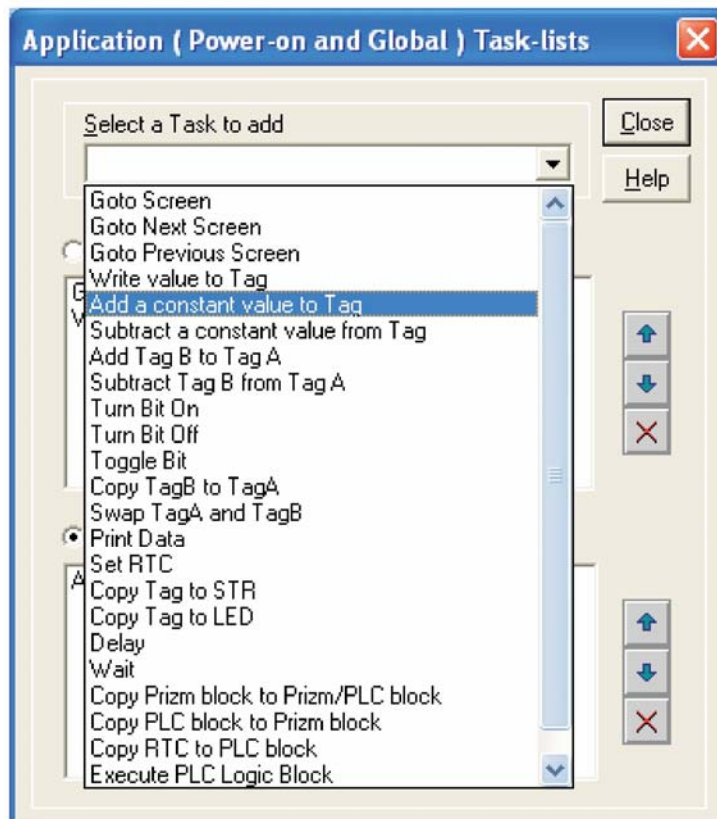 Application ( Power-on and Global ) Task-lists
Select a Task to add
Close
Help
Goto Screen
Goto Next Screen
Goto Previous Screen
Write value to Tag
Add a constant value to Tag
Subtract a constant value from Tag
Add Tag B to Tag A
Subtract Tag B from Tag A
Turn Bit On
Turn Bit Off
Toggle Bit
Copy TagB to TagA
Swap TagA and TagB
Print Data
Set RTC
Copy Tag to STR
Copy Tag to LED
Delay
Wait
Copy Prizm block to Prizm/PLC block
Copy PLC block to Prizm block
Copy RTC to PLC block
Execute PLC Logic Block